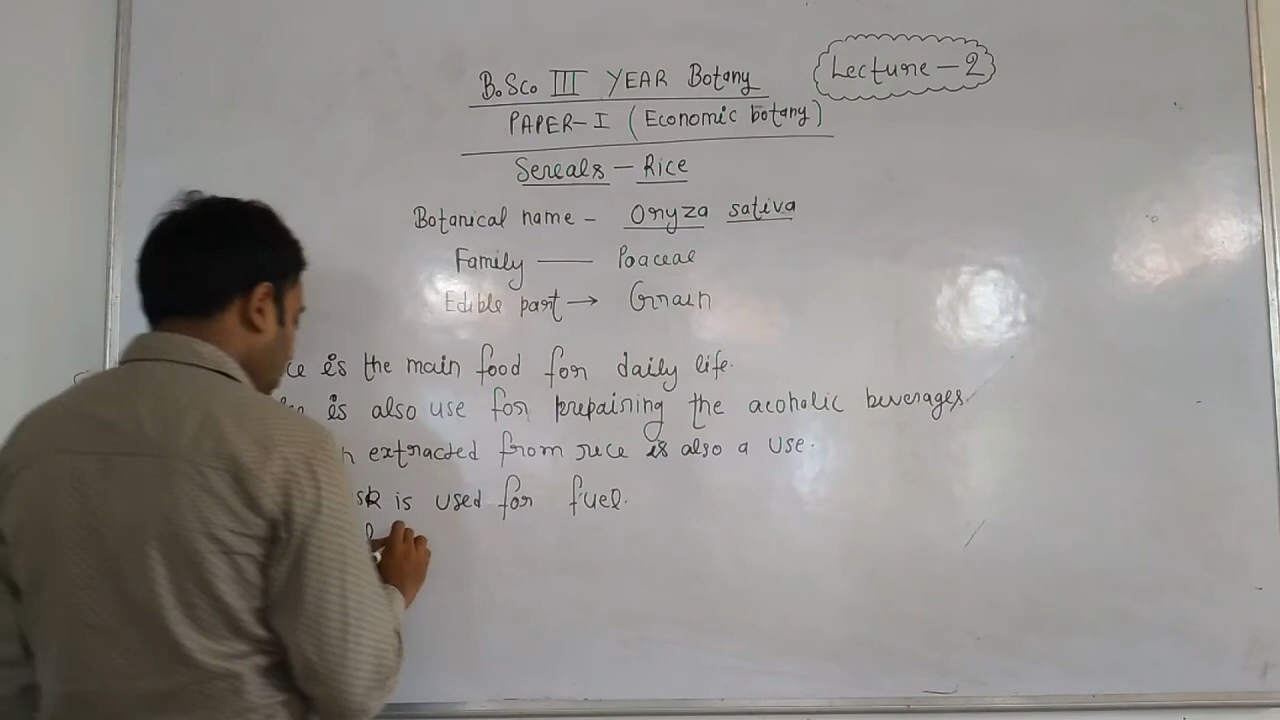 Lecture - 2
B.Sc. III YEAR Botany
PAPER-I (Economic botany)
Sereals - Rice
Botanical name - Oryza sativa
Family — Poaceae
Edible part → Grain
is the main food for daily life.
is also use for prepairing the acoholic beverages.
extracted from rice is also a use.
is used for fuel.